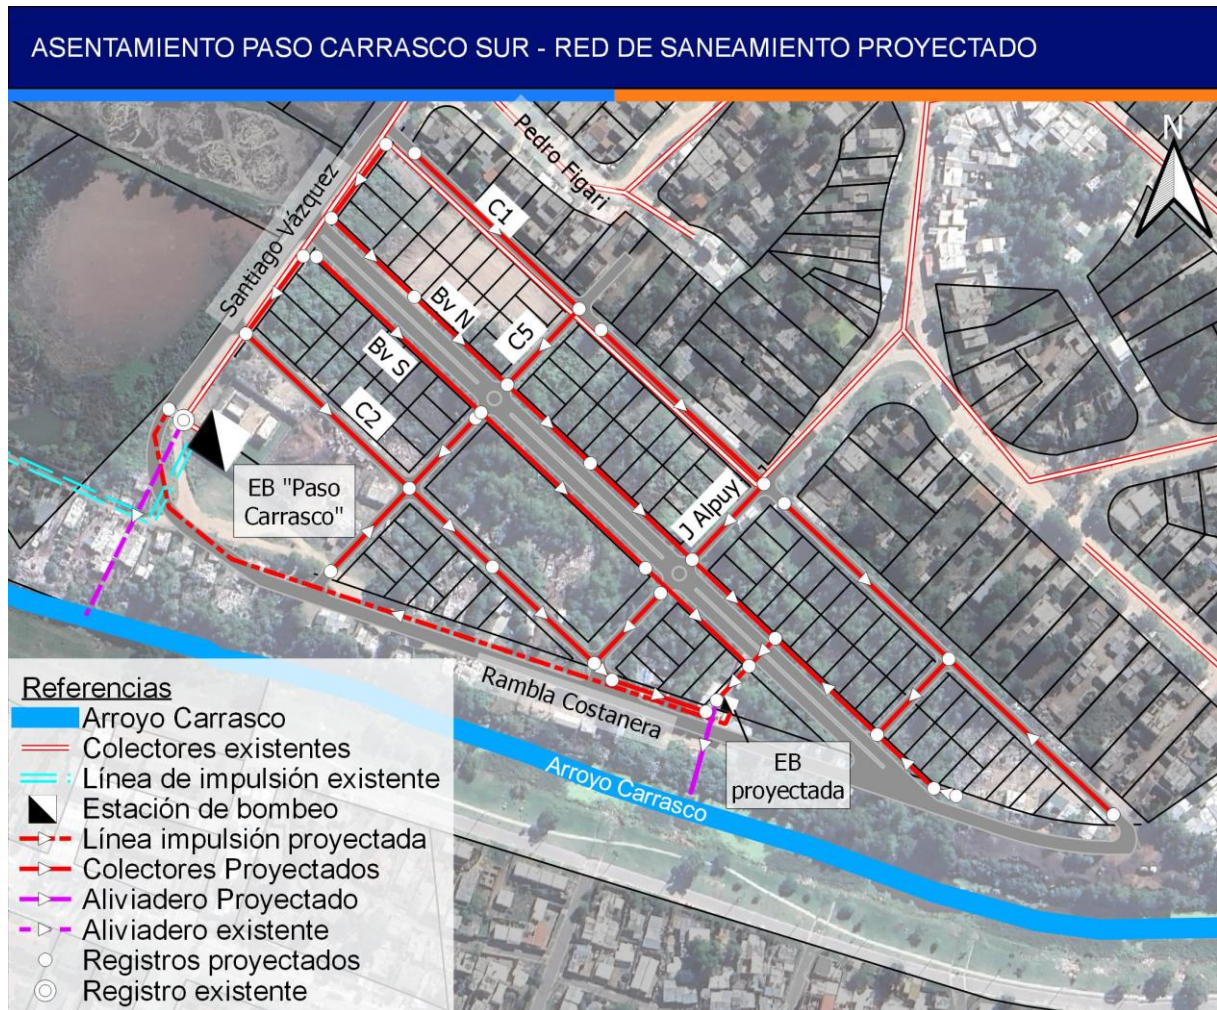 ASENTAMIENTO PASO CARRASCO SUR - RED DE SANEAMIENTO PROYECTADO
Pedro Figari
N
Santiago Vázquez
C1
Bv N
C5
Bv S
C2
EB "Paso
Carrasco"
J Alpuy
Rambla Costanera
EB
proyectada
Arroyo Carrasco
Referencias
Arroyo Carrasco
Colectores existentes
Línea de impulsión existente
Estación de bombeo
Línea impulsión proyectada
Colectores Proyectados
Aliviadero Proyectado
Aliviadero existente
Registros proyectados
Registro existente